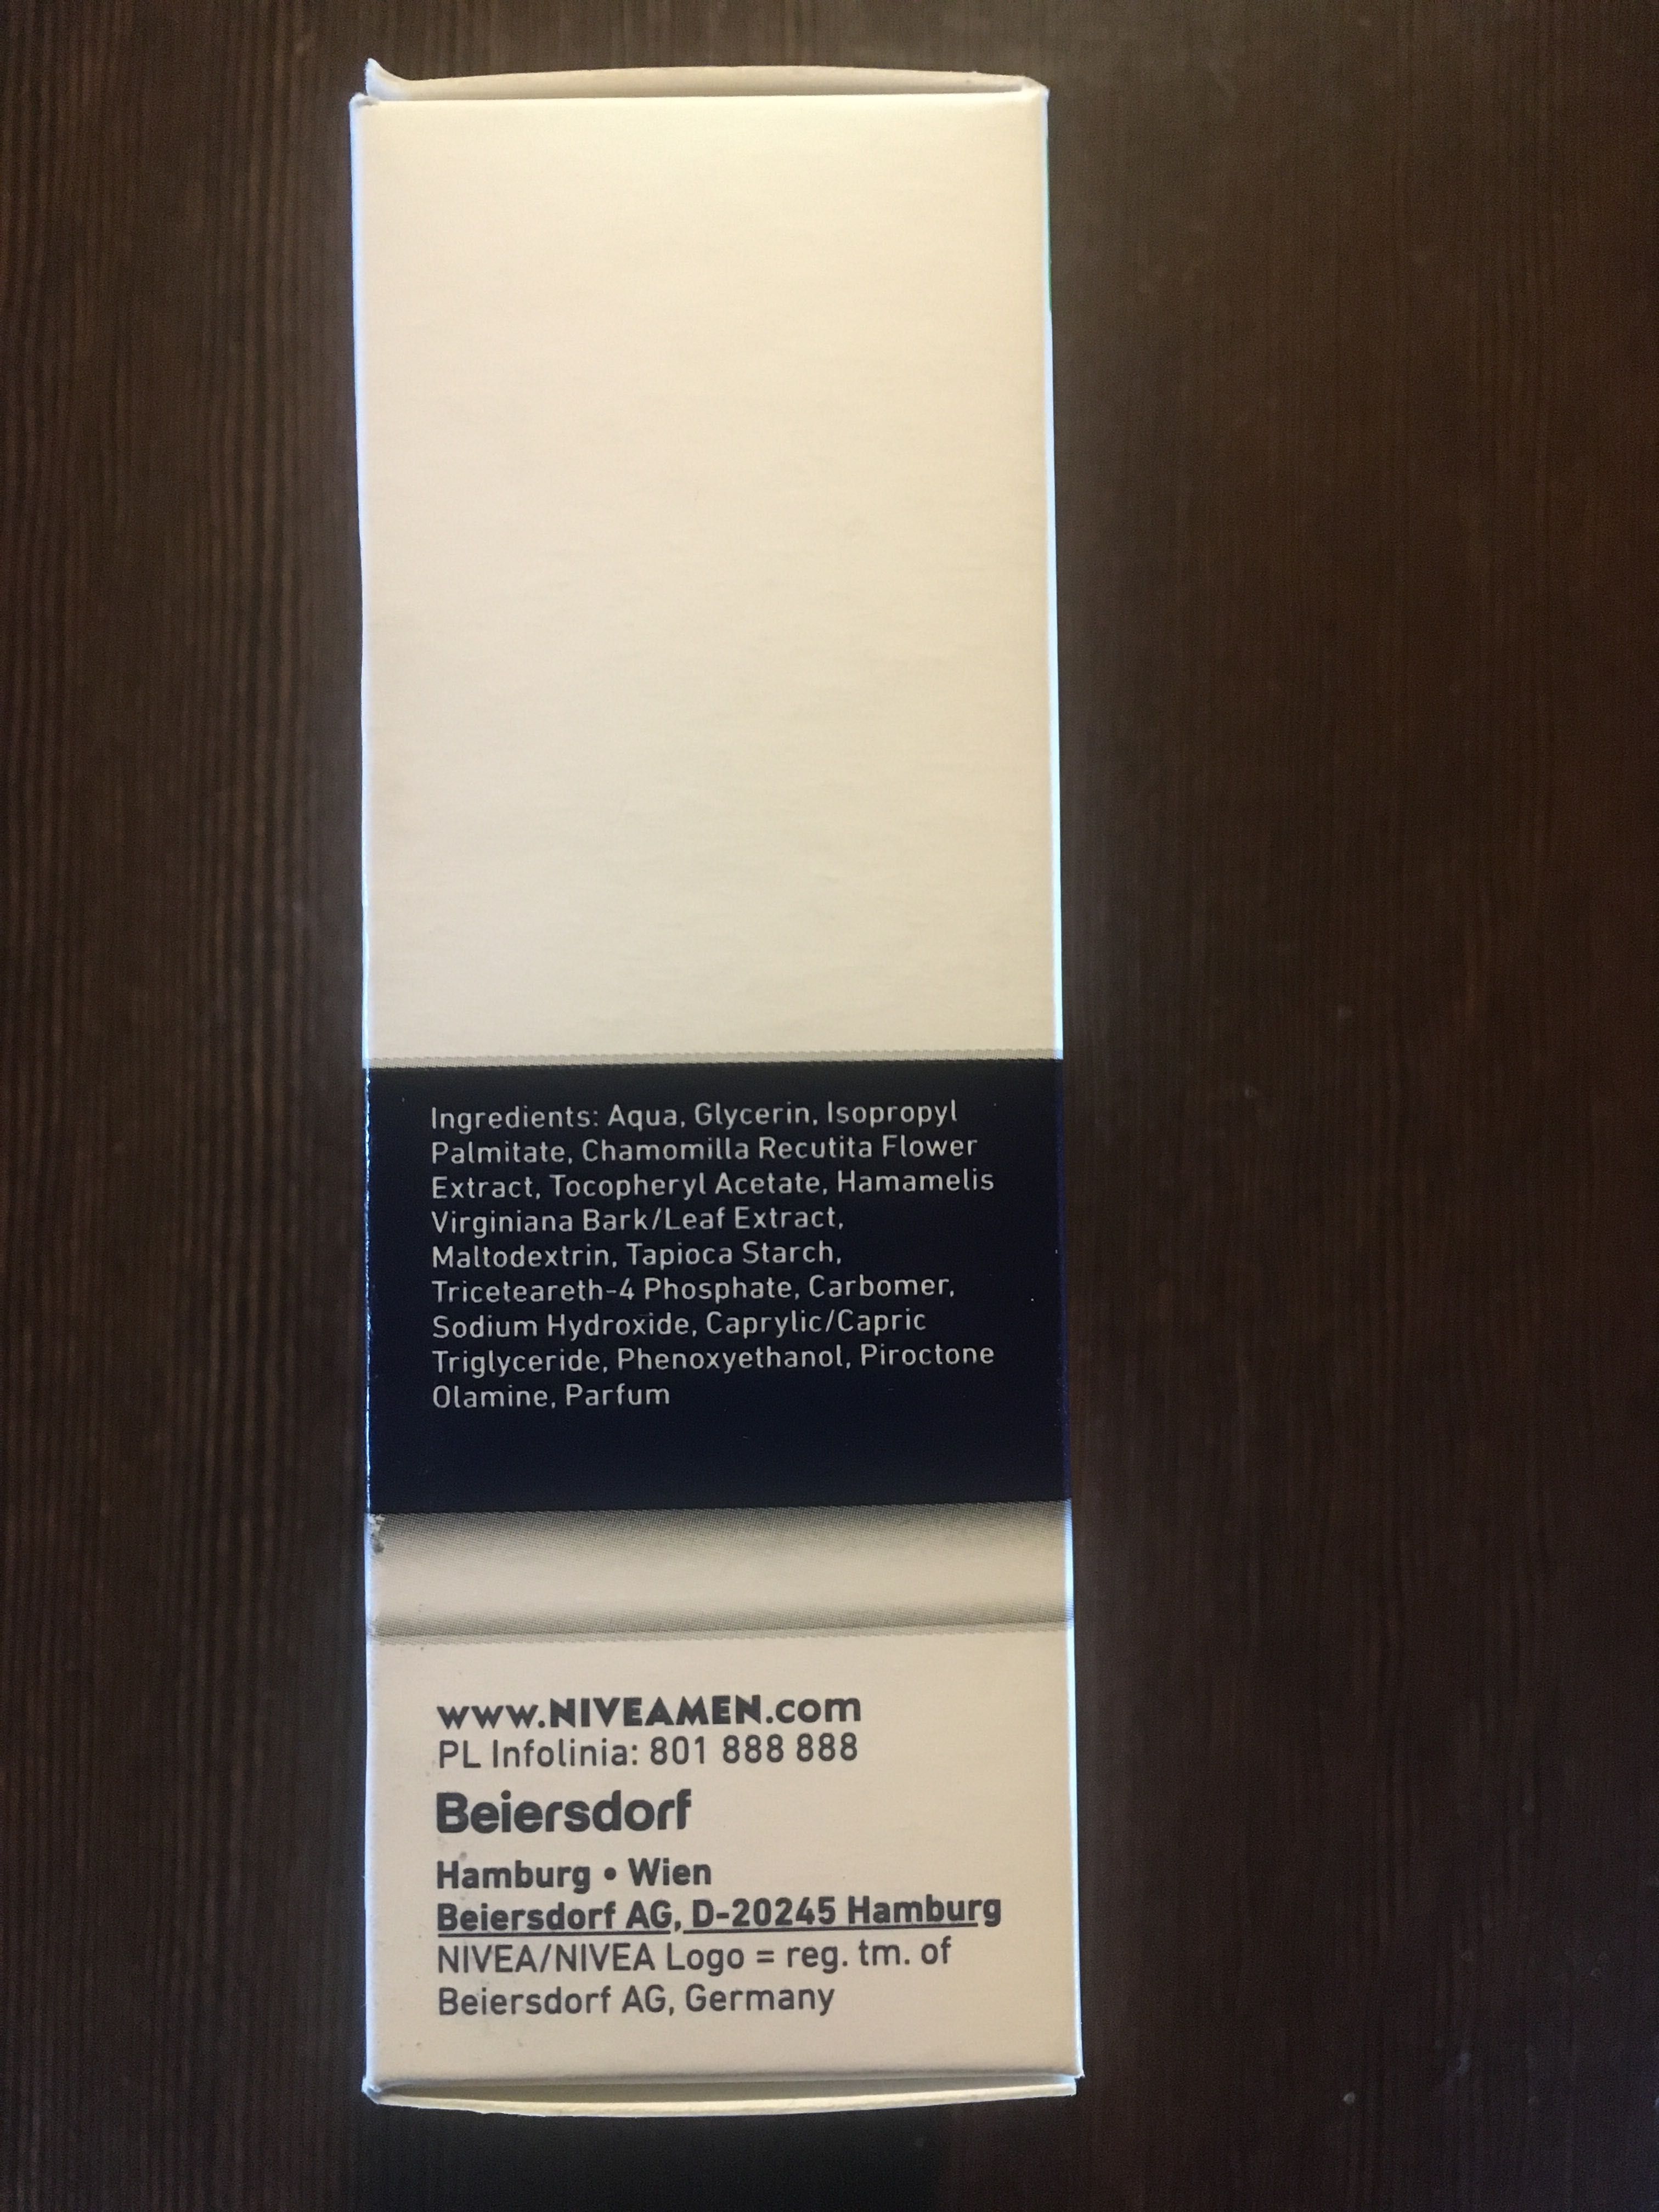 Ingredients: Aqua, Glycerin, Isopropyl
Palmitate, Chamomilla Recutita Flower
Extract, Tocopheryl Acetate, Hamamelis
Virginiana Bark/Leaf Extract,
Maltodextrin, Tapioca Starch,
Triceteareth-4 Phosphate, Carbomer,
Sodium Hydroxide, Caprylic/Capric
Triglyceride, Phenoxyethanol, Piroctone
Olamine, Parfum
www.NIVEAMEN.com
PL Infolinia: 801 888 888
Beiersdorf
Hamburg • Wien
Beiersdorf AG, D-20245 Hamburg
NIVEA/NIVEA Logo = reg. tm. of
Beiersdorf AG, Germany